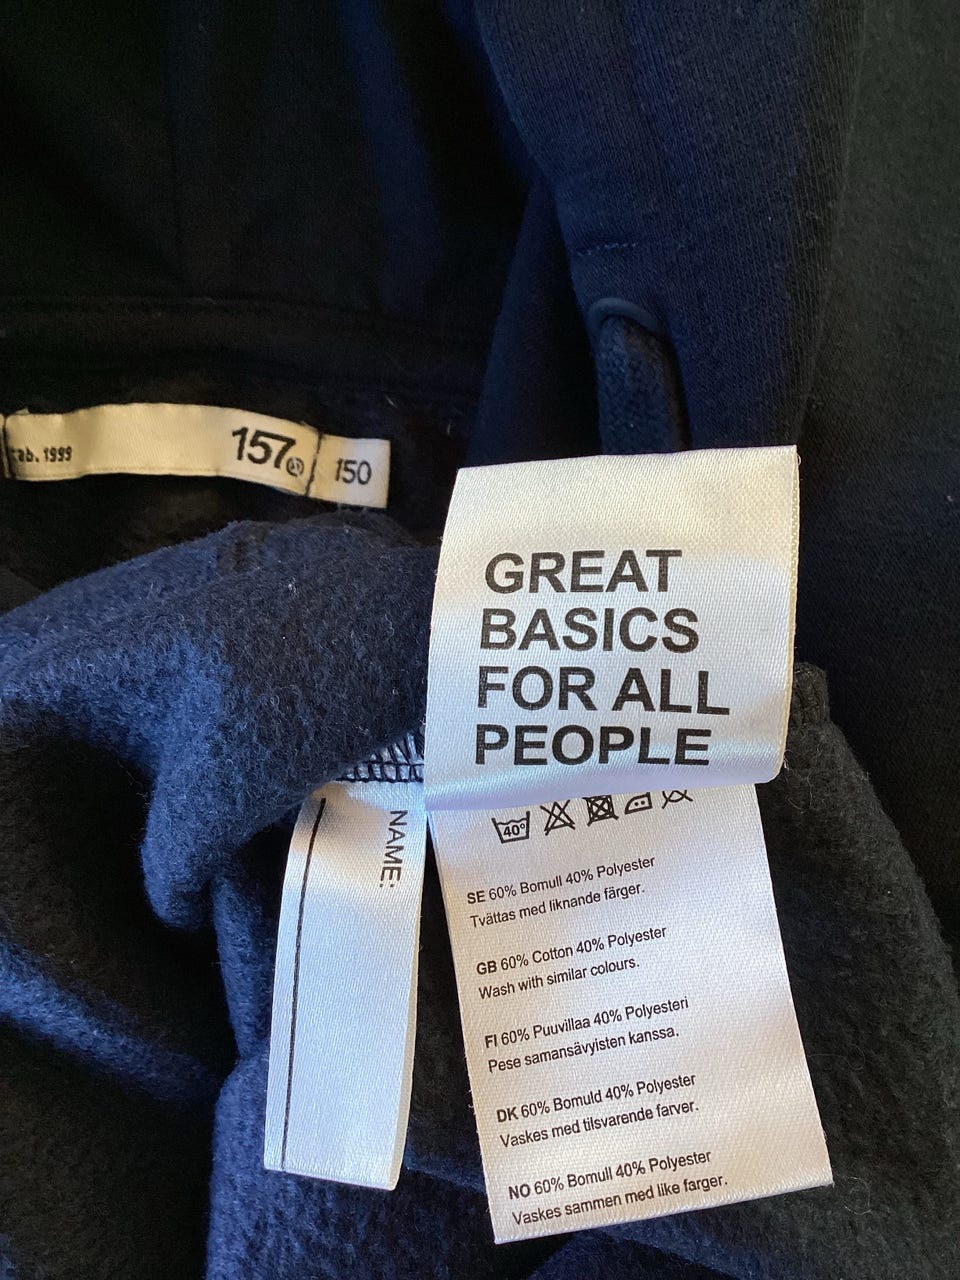 tab. 1999
157
150
GREAT
BASICS
FOR ALL
PEOPLE
NAME:
40°
SE 60% Bomull 40% Polyester
Tvättas med liknande färger.
GB 60% Cotton 40% Polyester
Wash with similar colours.
FI 60% Puuvillaa 40% Polyesteri
Pese samansävyisten kanssa.
DK 60% Bomuld 40% Polyester
Vaskes med tilsvarende farver.
NO 60% Bomull 40% Polyester
Vaskes sammen med like farger.